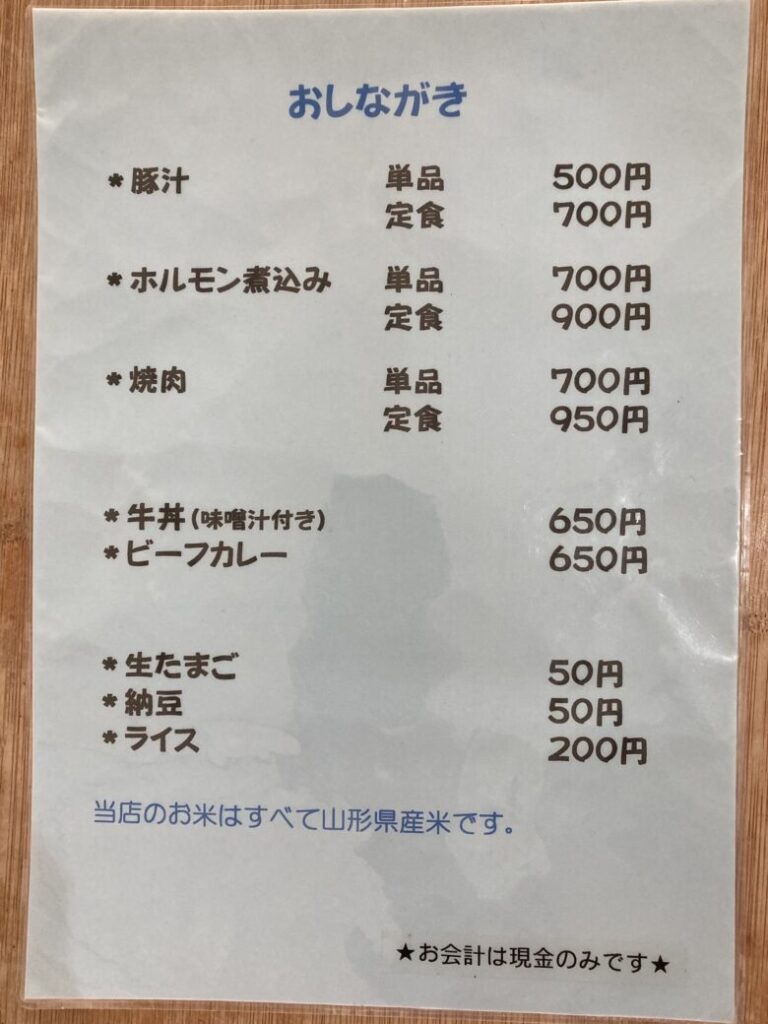 おしながき
*豚汁 単品 500円
定食 700円
*ホルモン煮込み 単品 700円
定食 900円
*焼肉 単品 700円
定食 950円
*牛丼(味噌汁付き) 650円
*ビーフカレー 650円
*生たまご 50円
*納豆 50円
*ライス 200円
当店のお米はすべて山形県産米です。
★お会計は現金のみです★